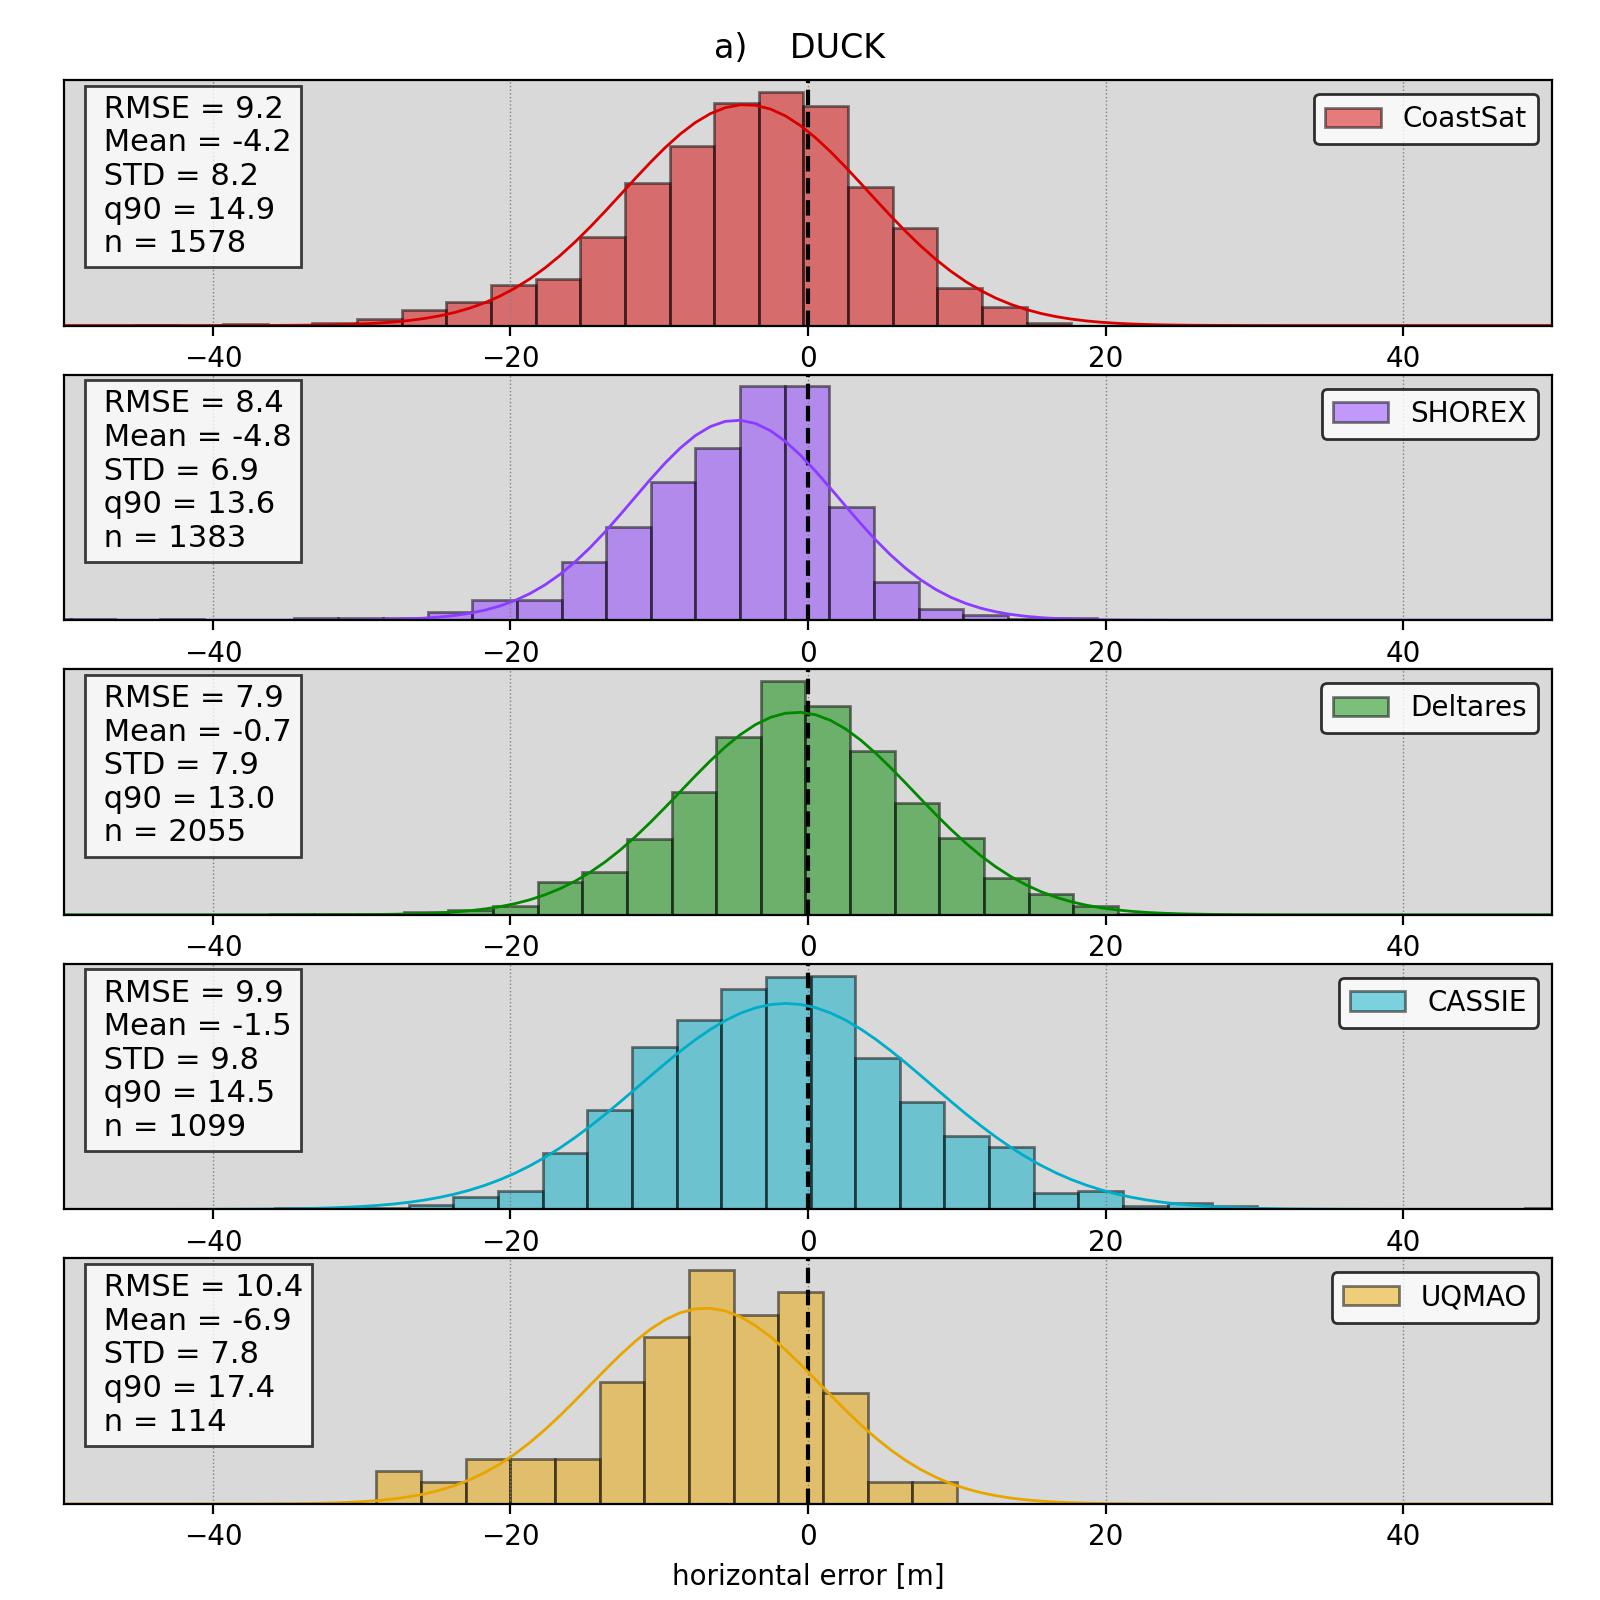 a)    DUCK
RMSE = 9.2
Mean = -4.2
STD = 8.2
q90 = 14.9
n = 1578
CoastSat
−40 −20 0 20 40
RMSE = 8.4
Mean = -4.8
STD = 6.9
q90 = 13.6
n = 1383
SHOREX
−40 −20 0 20 40
RMSE = 7.9
Mean = -0.7
STD = 7.9
q90 = 13.0
n = 2055
Deltares
−40 −20 0 20 40
RMSE = 9.9
Mean = -1.5
STD = 9.8
q90 = 14.5
n = 1099
CASSIE
−40 −20 0 20 40
RMSE = 10.4
Mean = -6.9
STD = 7.8
q90 = 17.4
n = 114
UQMAO
−40 −20 0 20 40
horizontal error [m]